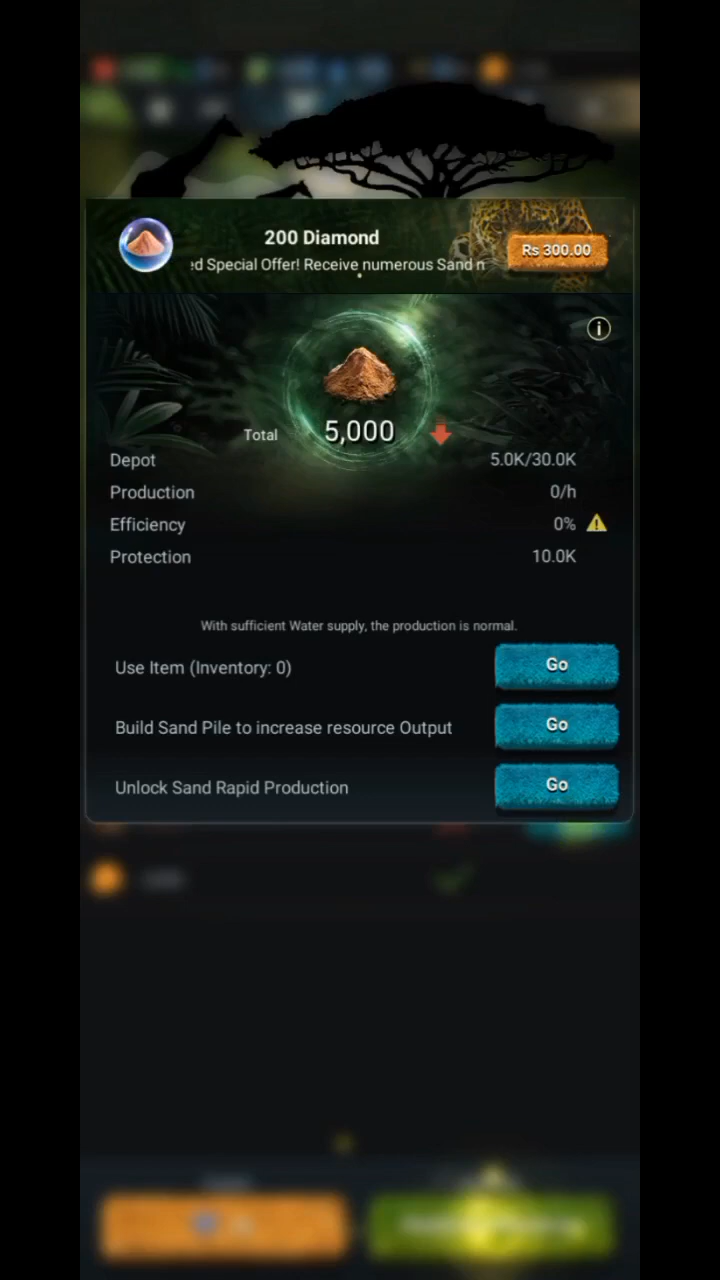 200 Diamond
Rs 300.00
ed Special Offer! Receive numerous Sand
Total 5,000
Depot 5.0K/30.0K
Production 0/h
Efficiency 0%
Protection 10.0K
With sufficient Water supply, the production is normal.
Use Item (Inventory: 0) Go
Build Sand Pile to increase resource Output Go
Unlock Sand Rapid Production Go